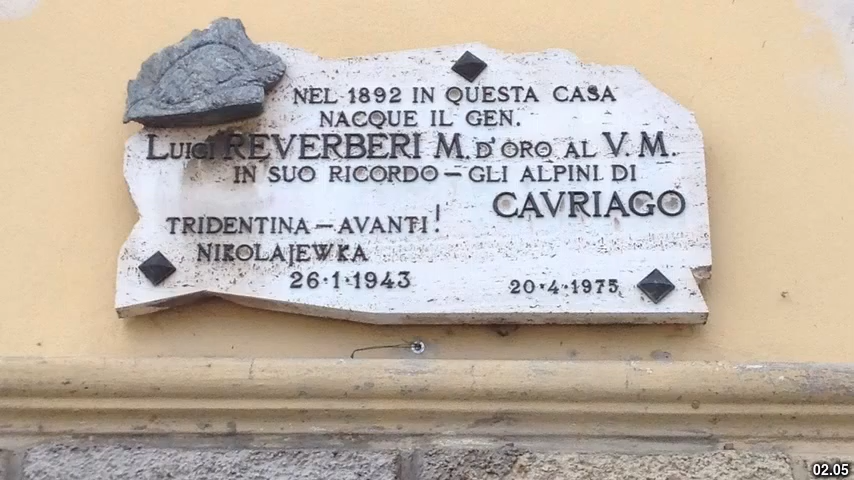 NEL 1892 IN QUESTA CASA
NACQUE IL GEN.
LUIGI REVERBERI M. D'ORO AL V. M.
IN SUO RICORDO — GLI ALPINI DI
CAVRIAGO
TRIDENTINA — AVANTI!
NIKOLAJEWKA
26·1·1943
20·4·1975
02.05